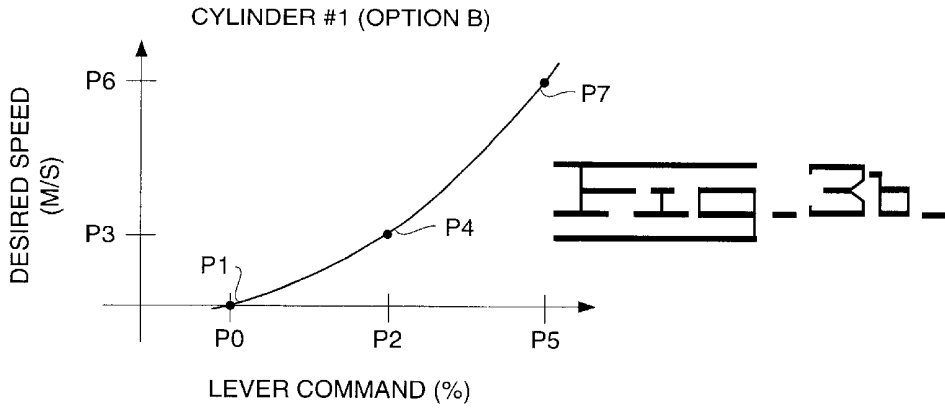 CYLINDER #1 (OPTION B)
DESIRED SPEED
(M/S)
P6
P7
P3
P4
P1
P0 P2 P5
LEVER COMMAND (%)
Fig_3b_